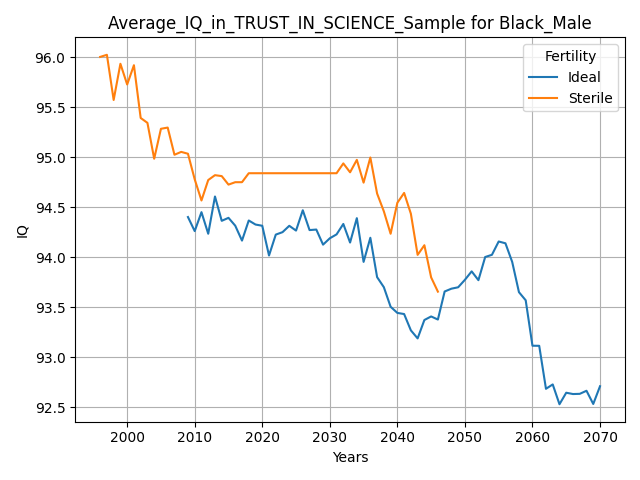 Average_IQ_in_TRUST_IN_SCIENCE_Sample for Black_Male
Fertility
Ideal
Sterile
96.0
95.5
95.0
94.5
94.0
93.5
93.0
92.5
IQ
2000 2010 2020 2030 2040 2050 2060 2070
Years